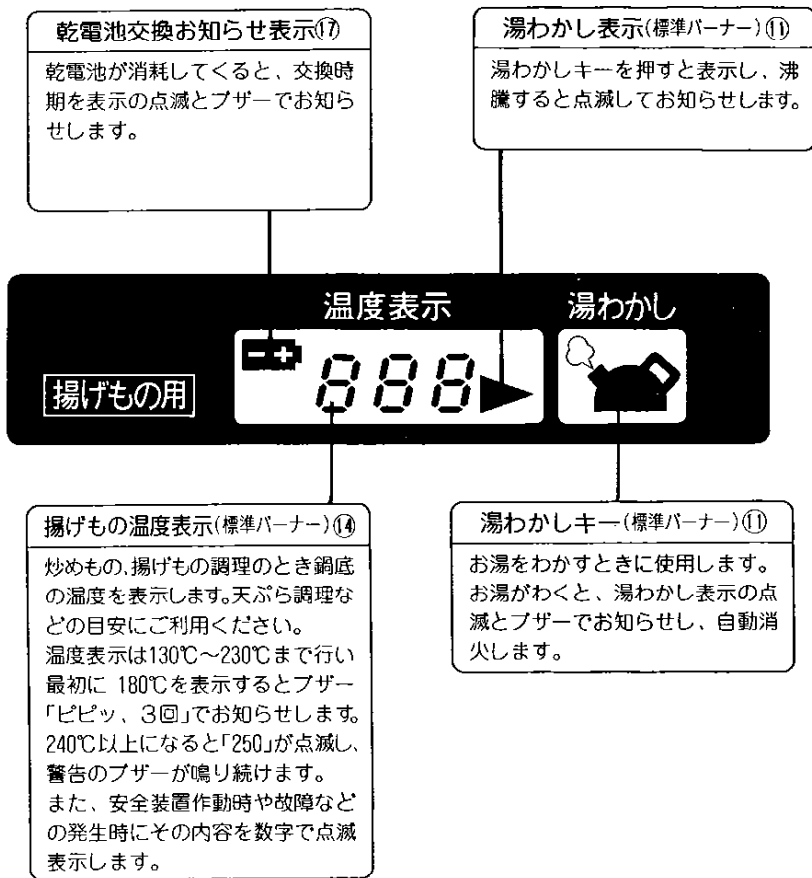 乾電池交換お知らせ表示⑰
乾電池が消耗してくると、交換時
期を表示の点滅とブザーでお知ら
せします。
湯わかし表示(標準バーナー)⑪
湯わかしキーを押すと表示し、沸
騰すると点滅してお知らせします。
温度表示
湯わかし
揚げもの用
888
揚げもの温度表示(標準バーナー)⑭
炒めもの、揚げもの調理のとき鍋底
の温度を表示します。天ぷら調理な
どの目安にご利用ください。
温度表示は130℃～230℃まで行い
最初に 180℃を表示するとブザー
「ピピッ、3回」でお知らせします。
240℃以上になると「250」が点滅し、
警告のブザーが鳴り続けます。
また、安全装置作動時や故障など
の発生時にその内容を数字で点滅
表示します。
湯わかしキー(標準バーナー)⑪
お湯をわかすときに使用します。
お湯がわくと、湯わかし表示の点
滅とブザーでお知らせし、自動消
火します。